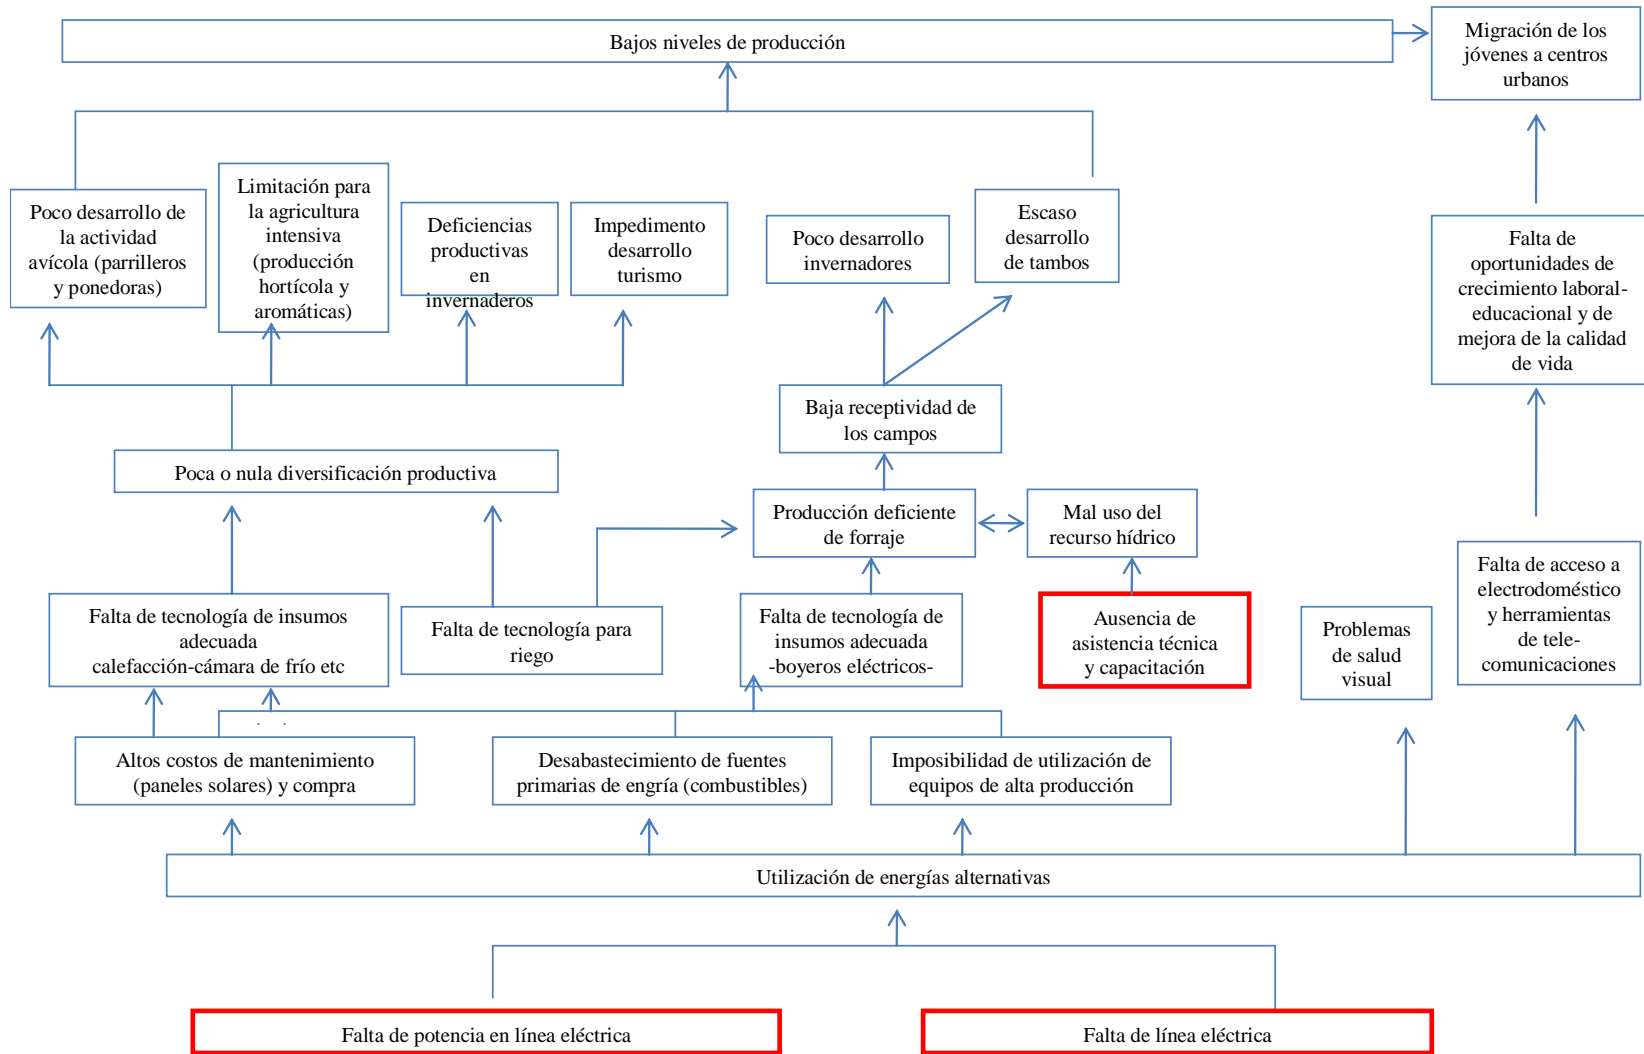 Bajos niveles de producción
Migración de los
jóvenes a centros
urbanos
Poco desarrollo de
la actividad
avícola (parrilleros
y ponedoras)
Limitación para
la agricultura
intensiva
(producción
hortícola y
aromáticas)
Deficiencias
productivas
en
invernaderos
Impedimento
desarrollo
turismo
Poco desarrollo
invernadores
Escaso
desarrollo
de tambos
Falta de
oportunidades de
crecimiento laboral-
educacional y de
mejora de la calidad
de vida
Baja receptividad de
los campos
Poca o nula diversificación productiva
Producción deficiente
de forraje
Mal uso del
recurso hídrico
Falta de acceso a
electrodoméstico
y herramientas
de tele-
comunicaciones
Falta de tecnología de insumos
adecuada
calefacción-cámara de frío etc
Falta de tecnología para
riego
Falta de tecnología de
insumos adecuada
-boyeros eléctricos-
Ausencia de
asistencia técnica
y capacitación
Problemas
de salud
visual
Altos costos de mantenimiento
(paneles solares) y compra
Desabastecimiento de fuentes
primarias de engría (combustibles)
Imposibilidad de utilización de
equipos de alta producción
Utilización de energías alternativas
Falta de potencia en línea eléctrica
Falta de línea eléctrica